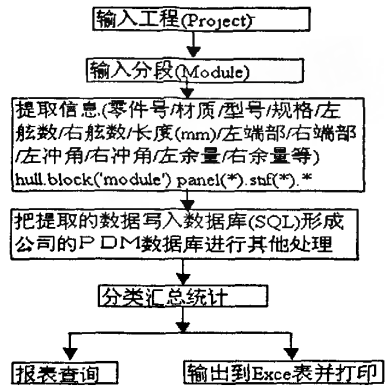 输入工程(Project)
输入分段(Module)
提取信息(零件号/材质/型号/规格/左
舷数/右舷数/长度(mm)/左端部/右端部
/左冲角/右冲角/左余量/右余量等)
hull.block('module') panel(*).stif(*).*
把提取的数据写入数据库(SQL)形成
公司的PDM数据库进行其他处理
分类汇总统计
报表查询
输出到Exce表并打印